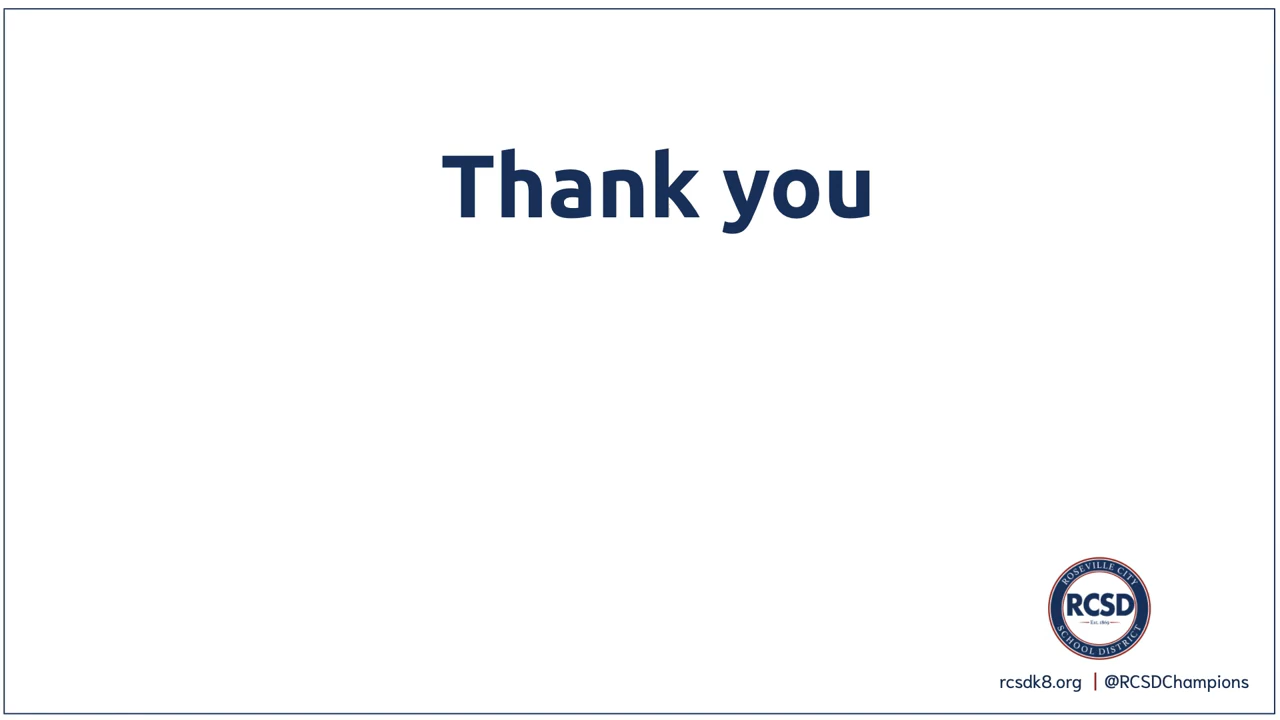 Thank you
ROSEVILLE CITY
RCSD
SCHOOL DISTRICT
rcsdk8.org | @RCSDChampions